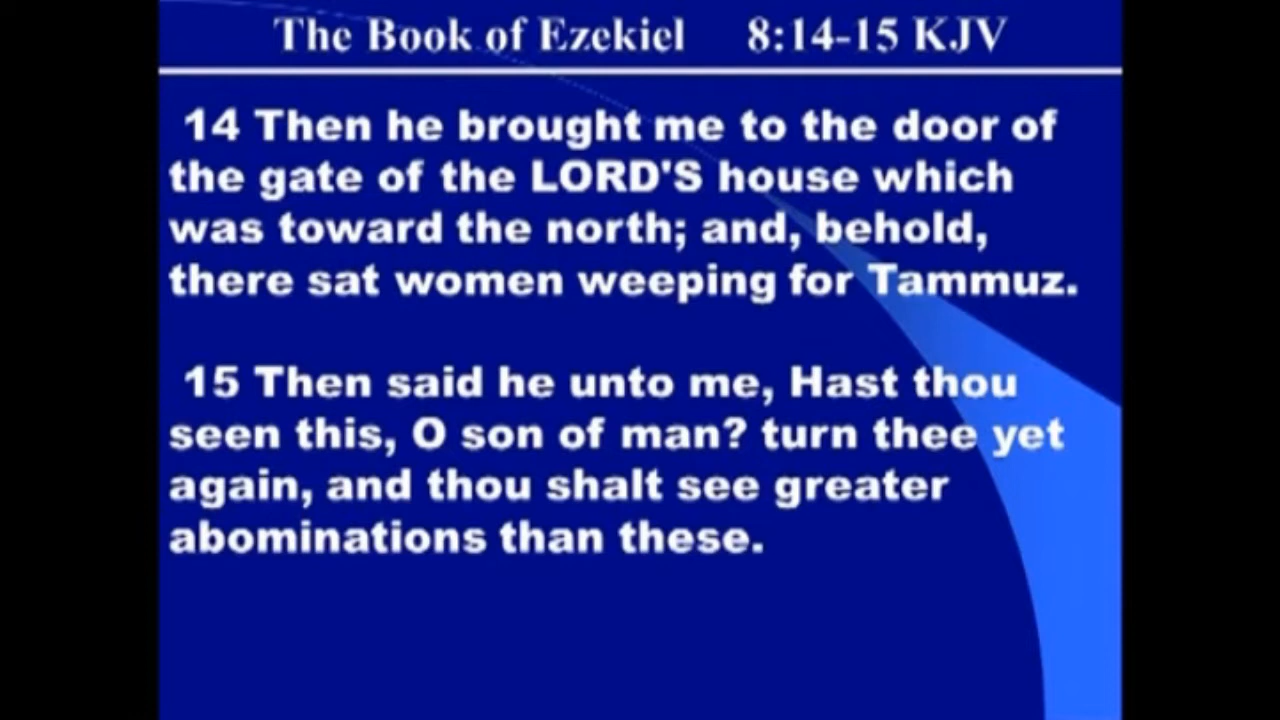 The Book of Ezekiel 8:14-15 KJV
14 Then he brought me to the door of
the gate of the LORD'S house which
was toward the north; and, behold,
there sat women weeping for Tammuz.
15 Then said he unto me, Hast thou
seen this, O son of man? turn thee yet
again, and thou shalt see greater
abominations than these.